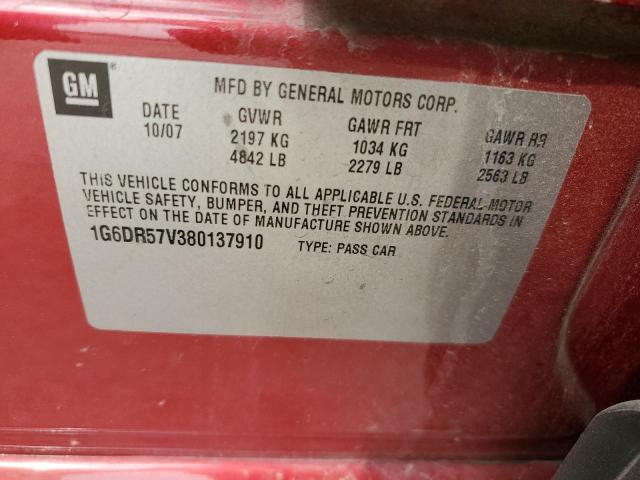 GM®
MFD BY GENERAL MOTORS CORP.
DATE GVWR GAWR FRT GAWR RR
10/07 2197 KG 1034 KG 1163 KG
4842 LB 2279 LB 2563 LB
THIS VEHICLE CONFORMS TO ALL APPLICABLE U.S. FEDERAL MOTOR
VEHICLE SAFETY, BUMPER, AND THEFT PREVENTION STANDARDS IN
EFFECT ON THE DATE OF MANUFACTURE SHOWN ABOVE.
1G6DR57V380137910 TYPE: PASS CAR